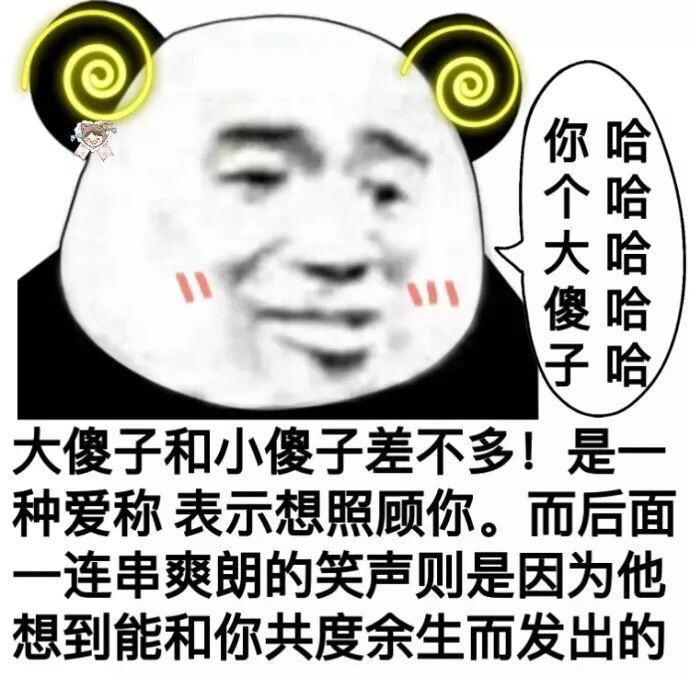 哈哈哈哈哈
你个大傻子
大傻子和小傻子差不多！是一
种爱称 表示想照顾你。而后面
一连串爽朗的笑声则是因为他
想到能和你共度余生而发出的